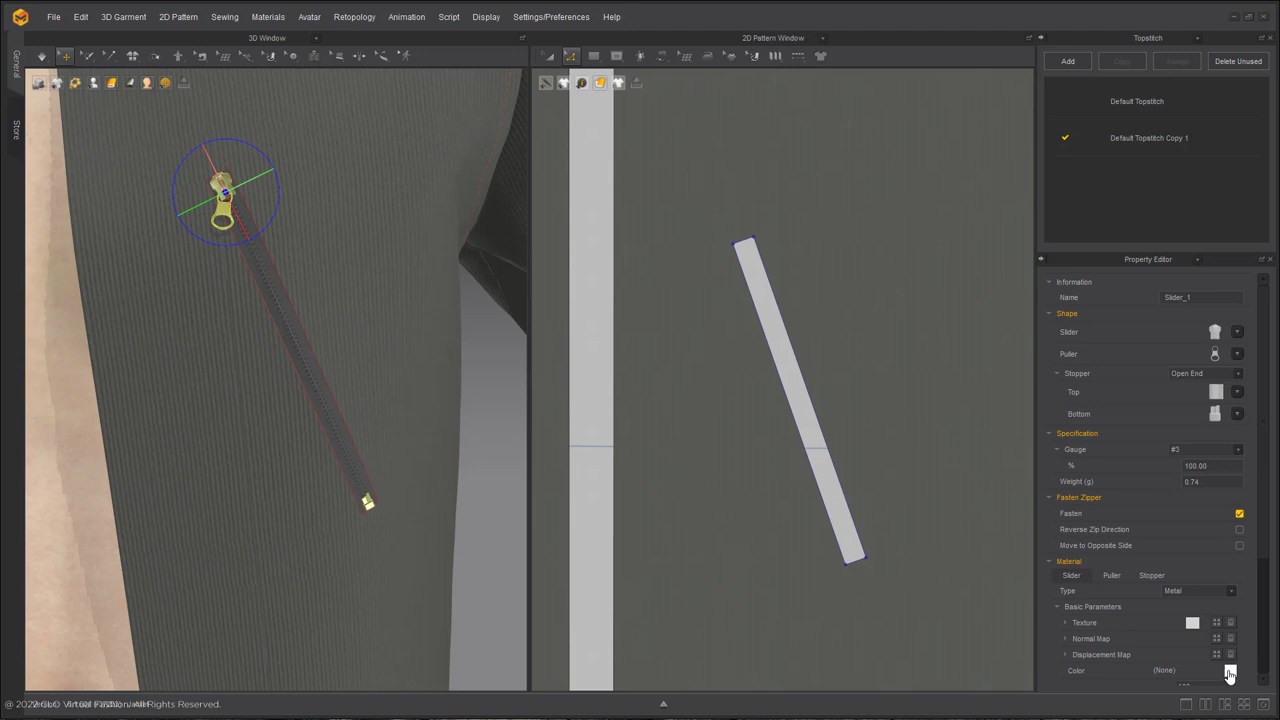 File Edit 3D Garment 2D Pattern Sewing Materials Avatar Retopology Animation Script Display Settings/Preferences Help
3D Window
2D Pattern Window
Topstitch
General
Store
Add Copy Assign Delete Unused
Default Topstitch
Default Topstitch Copy 1
Property Editor
Information
Name Slider_1
Shape
Slider
Puller
Stopper Open End
Top
Bottom
Specification
Gauge #3
% 100.00
Weight (g) 0.74
Fasten Zipper
Fasten
Reverse Zip Direction
Move to Opposite Side
Material
Slider Puller Stopper
Type Metal
Basic Parameters
Texture
Normal Map
Displacement Map
Color (None)